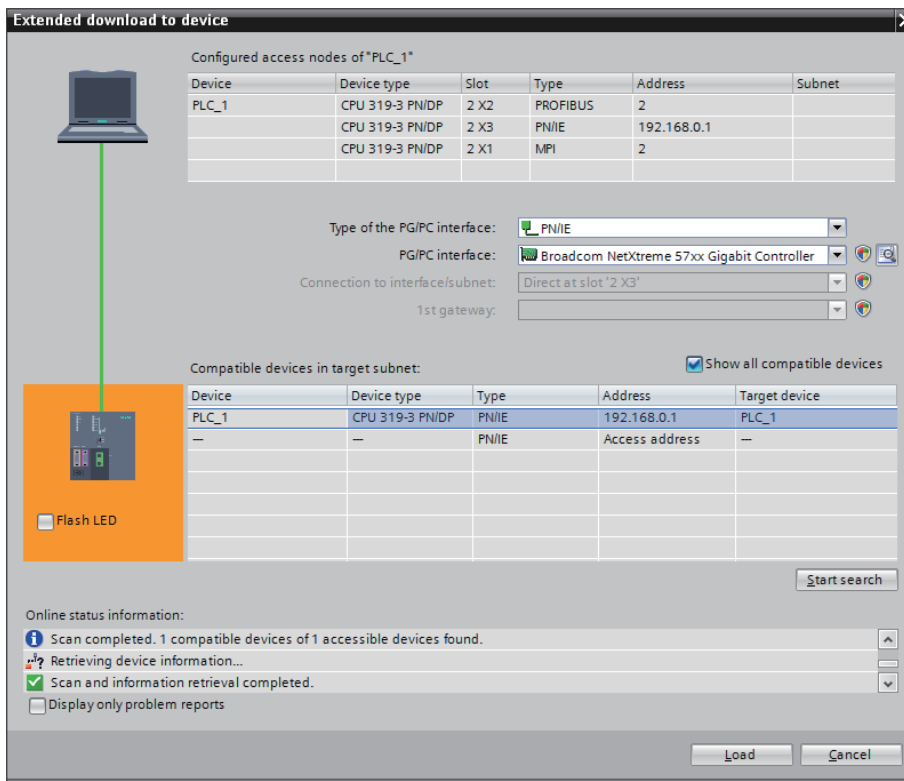 Extended download to device
Configured access nodes of "PLC_1"
Device Device type Slot Type Address Subnet
PLC_1 CPU 319-3 PN/DP 2 X2 PROFIBUS 2
CPU 319-3 PN/DP 2 X3 PN/IE 192.168.0.1
CPU 319-3 PN/DP 2 X1 MPI 2
Type of the PG/PC interface: PN/IE
PG/PC interface: Broadcom NetXtreme 57xx Gigabit Controller
Connection to interface/subnet: Direct at slot '2 X3'
1st gateway:
Compatible devices in target subnet: Show all compatible devices
Device Device type Type Address Target device
PLC_1 CPU 319-3 PN/DP PN/IE 192.168.0.1 PLC_1
— — PN/IE Access address —
Flash LED
Start search
Online status information:
Scan completed. 1 compatible devices of 1 accessible devices found.
Retrieving device information...
Scan and information retrieval completed.
Display only problem reports
Load Cancel